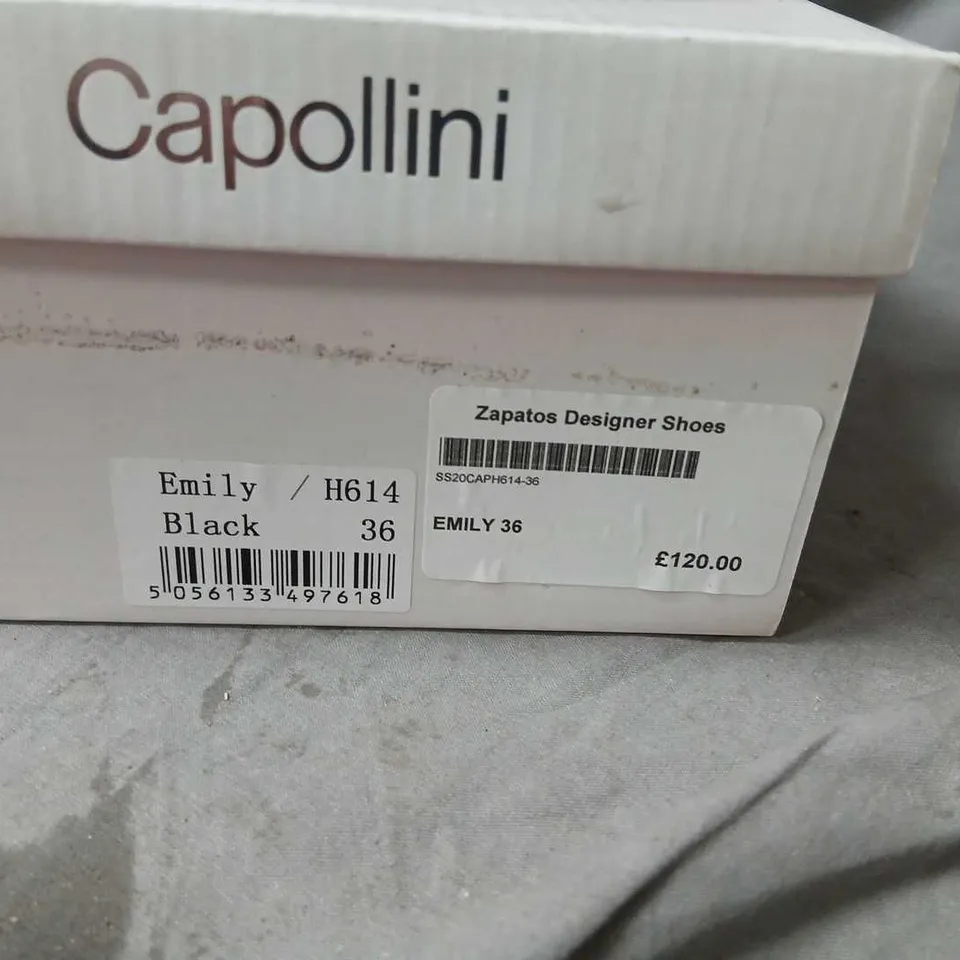 Capollini
Emily / H614
Black 36
5 056133 497618
Zapatos Designer Shoes
SS20CAPH614-36
EMILY 36
£120.00